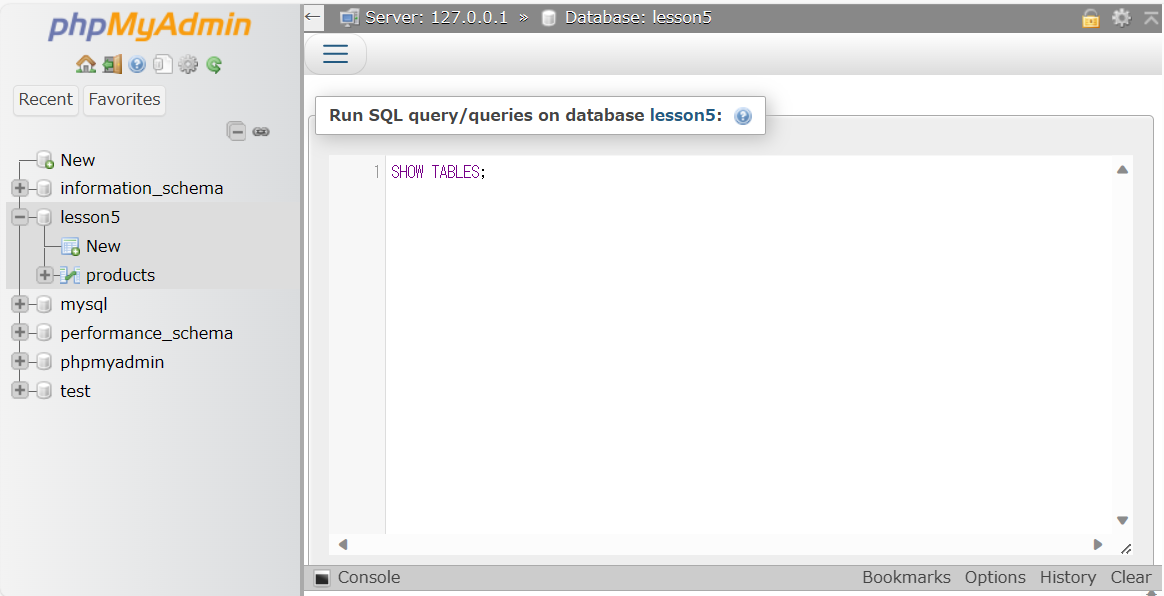 phpMyAdmin
Recent Favorites
New
information_schema
lesson5
New
products
mysql
performance_schema
phpmyadmin
test
Server: 127.0.0.1 » Database: lesson5
Run SQL query/queries on database lesson5:
1 SHOW TABLES;
Console Bookmarks Options History Clear